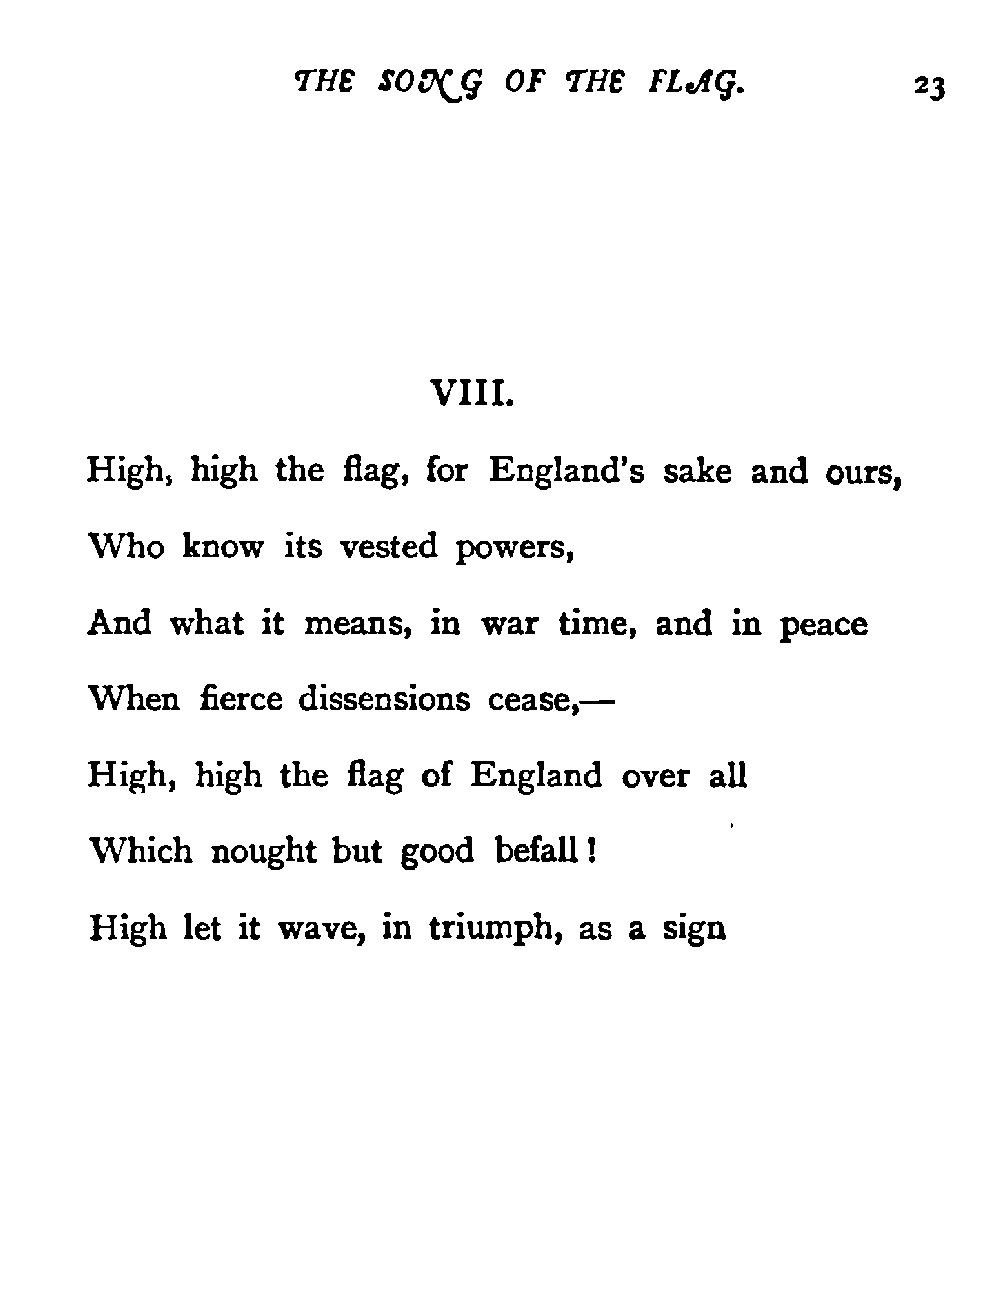 THE SONG OF THE FLAG. 23
VIII.
High, high the flag, for England's sake and ours,
Who know its vested powers,
And what it means, in war time, and in peace
When fierce dissensions cease,—
High, high the flag of England over all
Which nought but good befall!
High let it wave, in triumph, as a sign